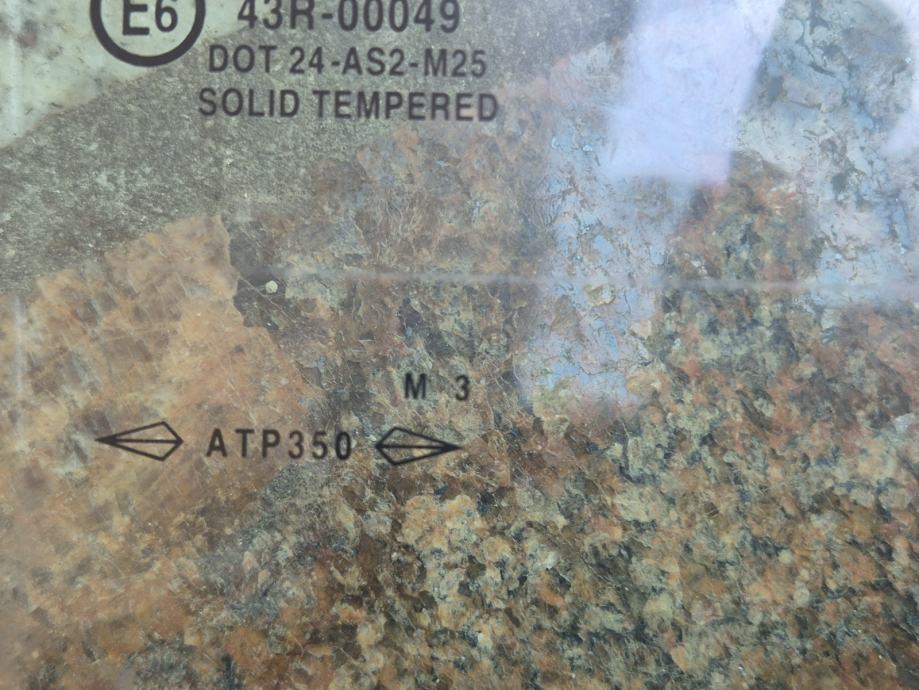 E6 43R-00049
DOT 24-AS2-M25
SOLID TEMPERED
M 3
ATP350